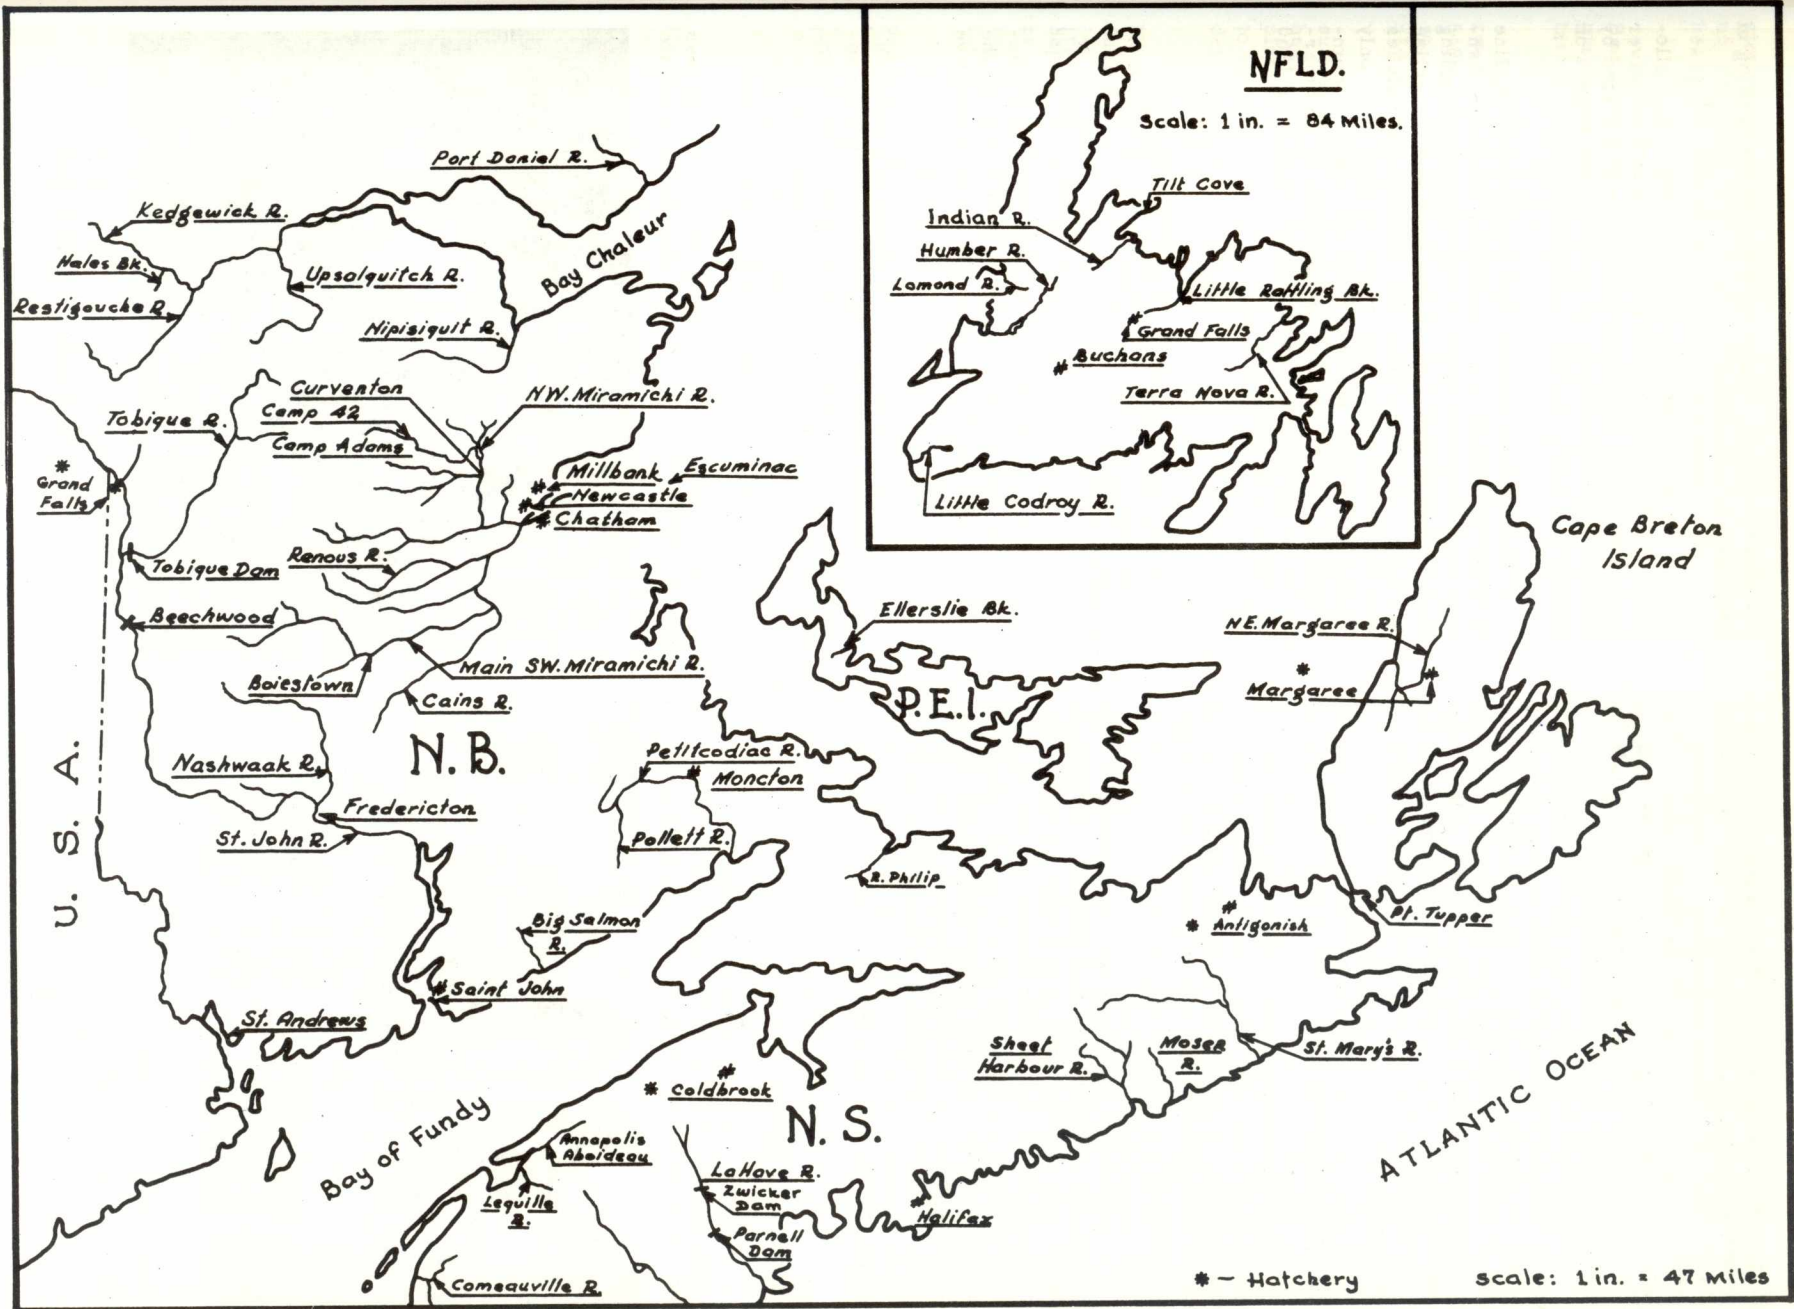 NFLD.
Scale: 1 in. = 84 Miles.
Tilt Cove
Indian R.
Humber R.
Lomond R.
Little Rattling Bk.
* Grand Falls
* Buchans
Terra Nova R.
Little Codroy R.
Port Daniel R.
Kedgewick R.
Hales Bk.
Upsalquitch R.
Restigouche R.
Nipisiquit R.
Bay Chaleur
Curventon
NW. Miramichi R.
Camp 42
Tobique R.
Camp Adams
* Grand
Falls
Millbank
Escuminac
Newcastle
Chatham
Renous R.
Tobique Dam
Beechwood
Main SW. Miramichi R.
Boiestown
Cains R.
N. B.
Nashwaak R.
Fredericton
St. John R.
U. S. A.
Petitcodiac R.
Moncton
Pollett R.
Big Salmon
R.
Saint John
St. Andrews
Ellerslie Bk.
P.E.I.
R. Philip
Cape Breton
Island
N.E. Margaree R.
*
Margaree
Pt. Tupper
* Antigonish
Sheet
Harbour R.
Moser
R.
St. Mary's R.
ATLANTIC OCEAN
* Coldbrook
N. S.
Bay of Fundy
Annapolis
Aboideau
Lequille
R.
LaHave R.
Zwicker
Dam
Parnell
Dam
Halifax
Comeauville R.
* - Hatchery
Scale: 1 in. = 47 Miles